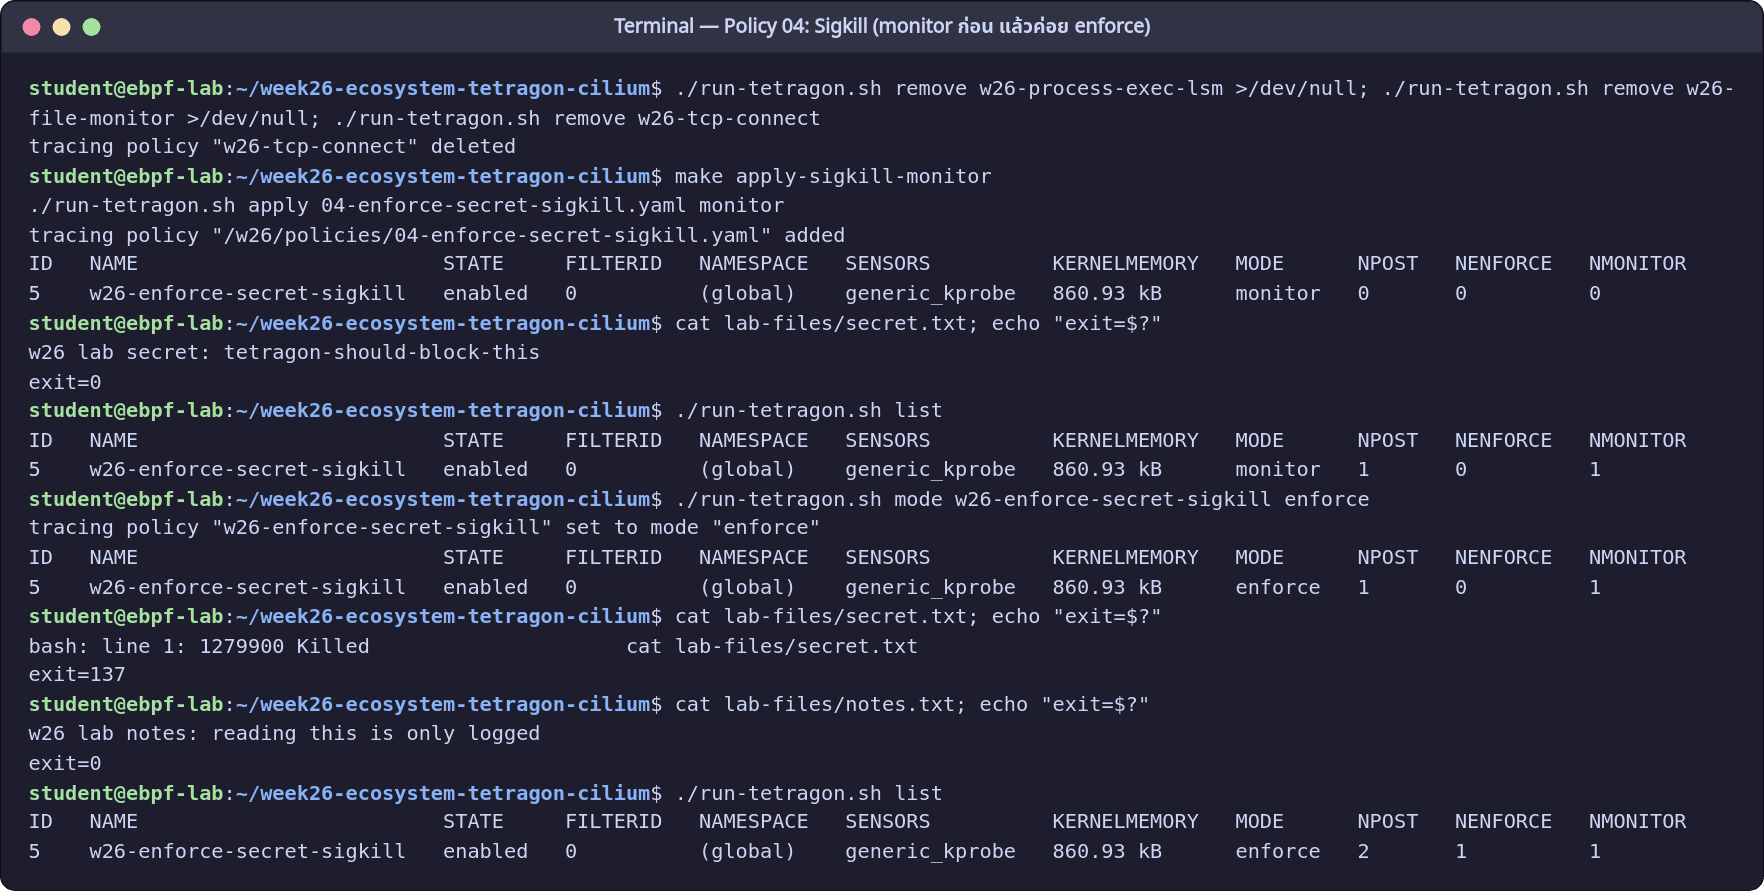 Terminal — Policy 04: Sigkill (monitor ก่อน แล้วค่อย enforce)
student@ebpf-lab:~/week26-ecosystem-tetragon-cilium$ ./run-tetragon.sh remove w26-process-exec-lsm >/dev/null; ./run-tetragon.sh remove w26-
file-monitor >/dev/null; ./run-tetragon.sh remove w26-tcp-connect
tracing policy "w26-tcp-connect" deleted
student@ebpf-lab:~/week26-ecosystem-tetragon-cilium$ make apply-sigkill-monitor
./run-tetragon.sh apply 04-enforce-secret-sigkill.yaml monitor
tracing policy "/w26/policies/04-enforce-secret-sigkill.yaml" added
ID   NAME                         STATE     FILTERID   NAMESPACE   SENSORS          KERNELMEMORY   MODE      NPOST   NENFORCE   NMONITOR
5    w26-enforce-secret-sigkill   enabled   0          (global)    generic_kprobe   860.93 kB      monitor   0       0          0
student@ebpf-lab:~/week26-ecosystem-tetragon-cilium$ cat lab-files/secret.txt; echo "exit=$?"
w26 lab secret: tetragon-should-block-this
exit=0
student@ebpf-lab:~/week26-ecosystem-tetragon-cilium$ ./run-tetragon.sh list
ID   NAME                         STATE     FILTERID   NAMESPACE   SENSORS          KERNELMEMORY   MODE      NPOST   NENFORCE   NMONITOR
5    w26-enforce-secret-sigkill   enabled   0          (global)    generic_kprobe   860.93 kB      monitor   1       0          1
student@ebpf-lab:~/week26-ecosystem-tetragon-cilium$ ./run-tetragon.sh mode w26-enforce-secret-sigkill enforce
tracing policy "w26-enforce-secret-sigkill" set to mode "enforce"
ID   NAME                         STATE     FILTERID   NAMESPACE   SENSORS          KERNELMEMORY   MODE      NPOST   NENFORCE   NMONITOR
5    w26-enforce-secret-sigkill   enabled   0          (global)    generic_kprobe   860.93 kB      enforce   1       0          1
student@ebpf-lab:~/week26-ecosystem-tetragon-cilium$ cat lab-files/secret.txt; echo "exit=$?"
bash: line 1: 1279900 Killed                     cat lab-files/secret.txt
exit=137
student@ebpf-lab:~/week26-ecosystem-tetragon-cilium$ cat lab-files/notes.txt; echo "exit=$?"
w26 lab notes: reading this is only logged
exit=0
student@ebpf-lab:~/week26-ecosystem-tetragon-cilium$ ./run-tetragon.sh list
ID   NAME                         STATE     FILTERID   NAMESPACE   SENSORS          KERNELMEMORY   MODE      NPOST   NENFORCE   NMONITOR
5    w26-enforce-secret-sigkill   enabled   0          (global)    generic_kprobe   860.93 kB      enforce   2       1          1